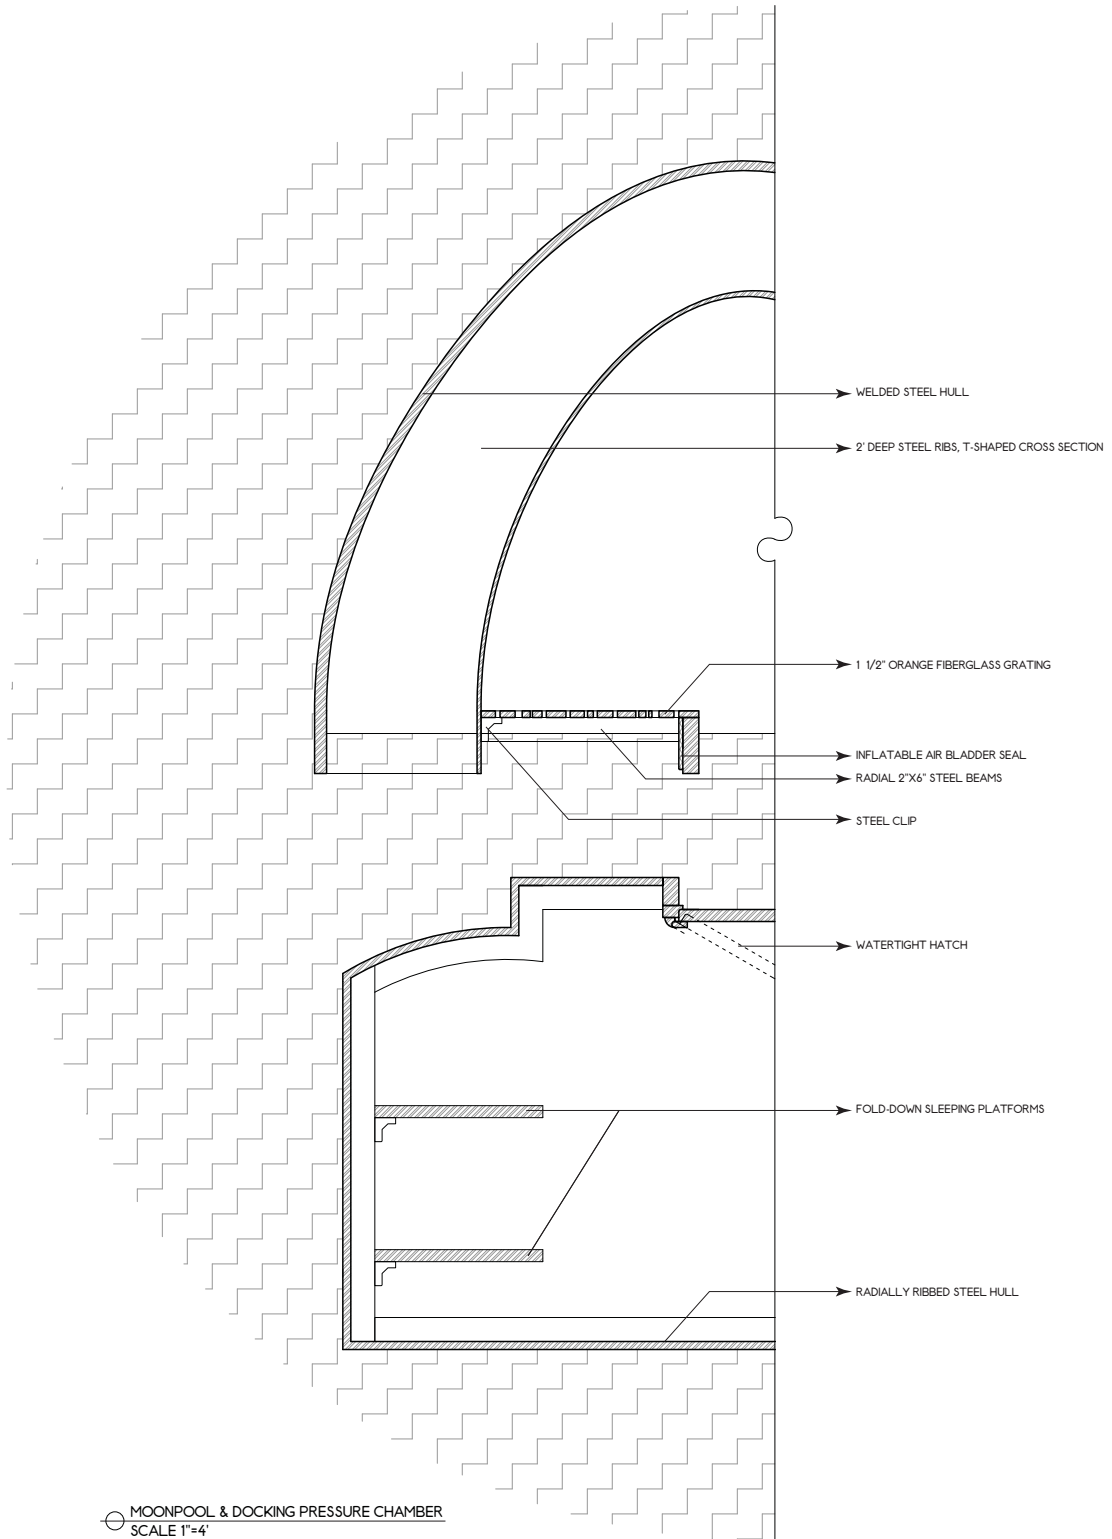 WELDED STEEL HULL
2' DEEP STEEL RIBS, T-SHAPED CROSS SECTION
1 1/2" ORANGE FIBERGLASS GRATING
INFLATABLE AIR BLADDER SEAL
RADIAL 2"X6" STEEL BEAMS
STEEL CLIP
WATERTIGHT HATCH
FOLD-DOWN SLEEPING PLATFORMS
RADIALLY RIBBED STEEL HULL
MOONPOOL & DOCKING PRESSURE CHAMBER
SCALE 1"=4'